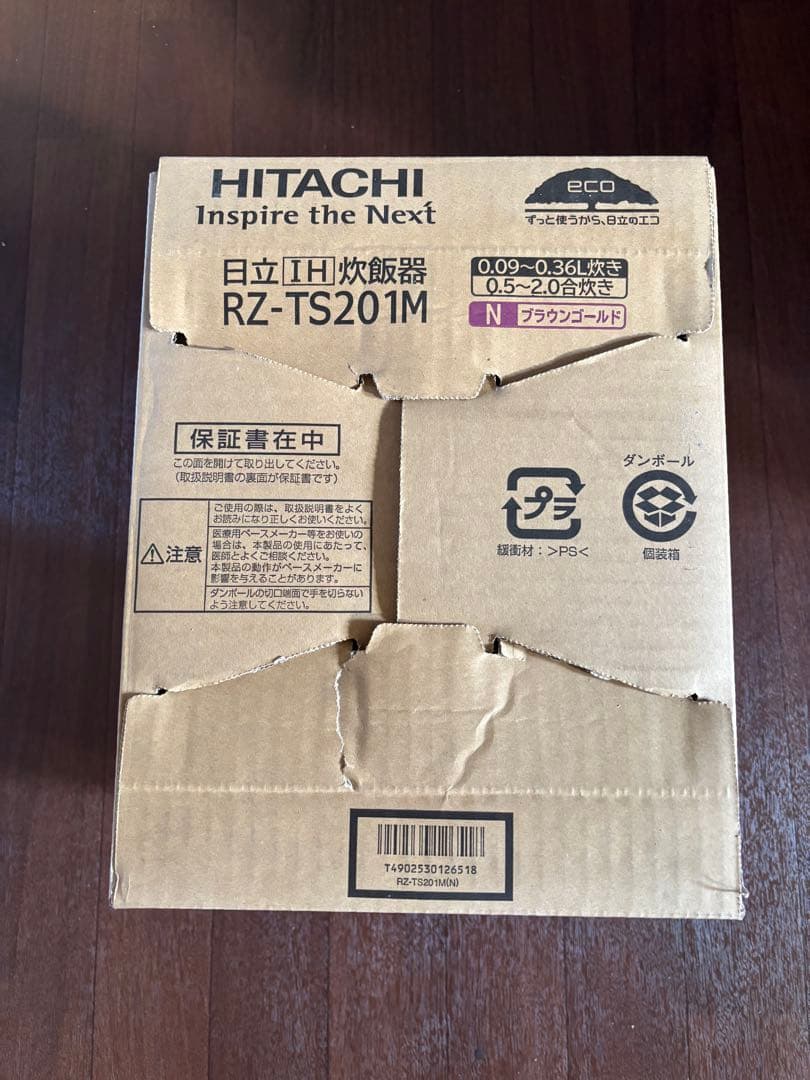 HITACHI
Inspire the Next
eco
ずっと使うから、日立のエコ
日立IH炊飯器
RZ-TS201M
0.09~0.36L炊き
0.5~2.0合炊き
N ブラウンゴールド
保証書在中
この面を開けて取り出してください。
(取扱説明書の裏面が保証書です)
注意
ご使用の際は、取扱説明書をよく
お読みになり正しくお使いください。
医療用ペースメーカー等をお使いの
場合は、本製品の使用にあたって、
医師とよくご相談ください。
本製品の動作がペースメーカーに
影響を与えることがあります。
ダンボールの切口端面で手を切らない
よう注意してください。
プラ
緩衝材：>PS<
ダンボール
個装箱
T4902530126518
RZ-TS201M(N)